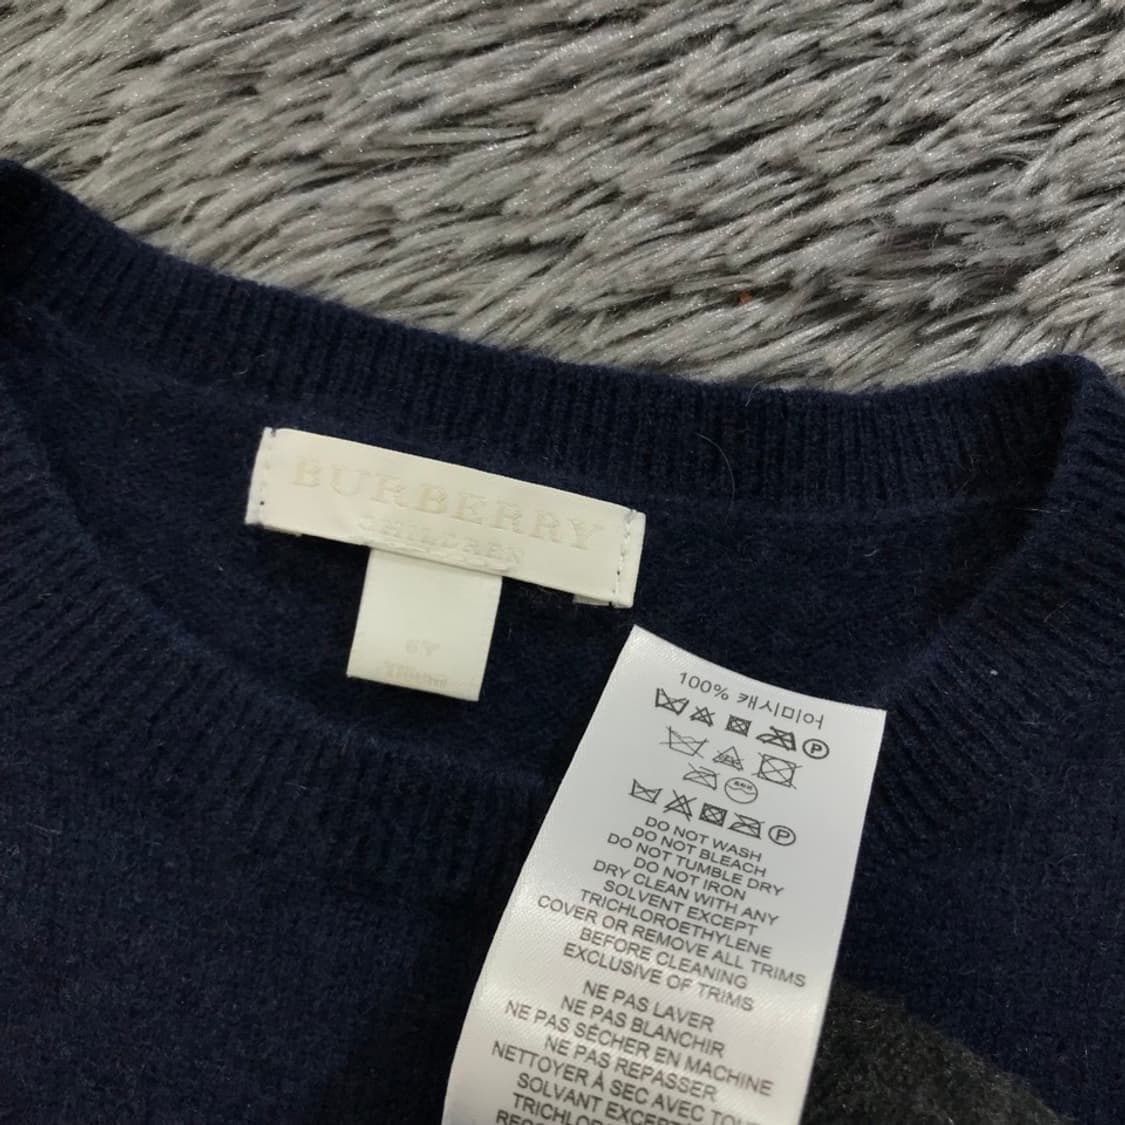 BURBERRY
CHILDREN
6Y
100% 캐시미어
P
P
DO NOT WASH
DO NOT BLEACH
DO NOT TUMBLE DRY
DO NOT IRON
DRY CLEAN WITH ANY
SOLVENT EXCEPT
TRICHLOROETHYLENE
COVER OR REMOVE ALL TRIMS
BEFORE CLEANING
EXCLUSIVE OF TRIMS
NE PAS LAVER
NE PAS BLANCHIR
NE PAS SÉCHER EN MACHINE
NE PAS REPASSER
NETTOYER À SEC AVEC TOUT
SOLVANT EXCEPT